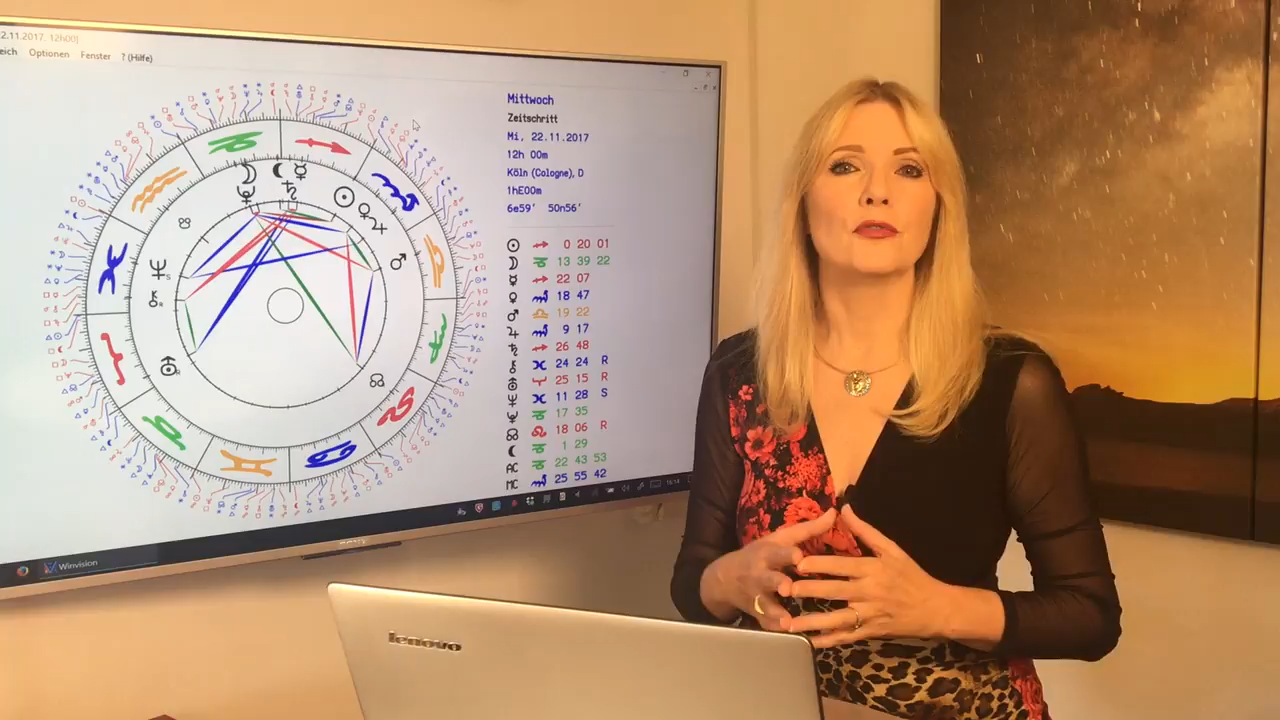 2.11.2017, 12h00]
eich Optionen Fenster ? (Hilfe)
Mittwoch
Zeitschritt
Mi, 22.11.2017
12h 00m
Köln (Cologne), D
1hE00m
6e59' 50n56'
0 20 01
13 39 22
22 07
18 47
19 22
9 17
26 48
24 24 R
25 15 R
11 28 S
17 35
18 06 R
1 29
AC 22 43 53
MC 25 55 42
Winvision
SONY
lenovo